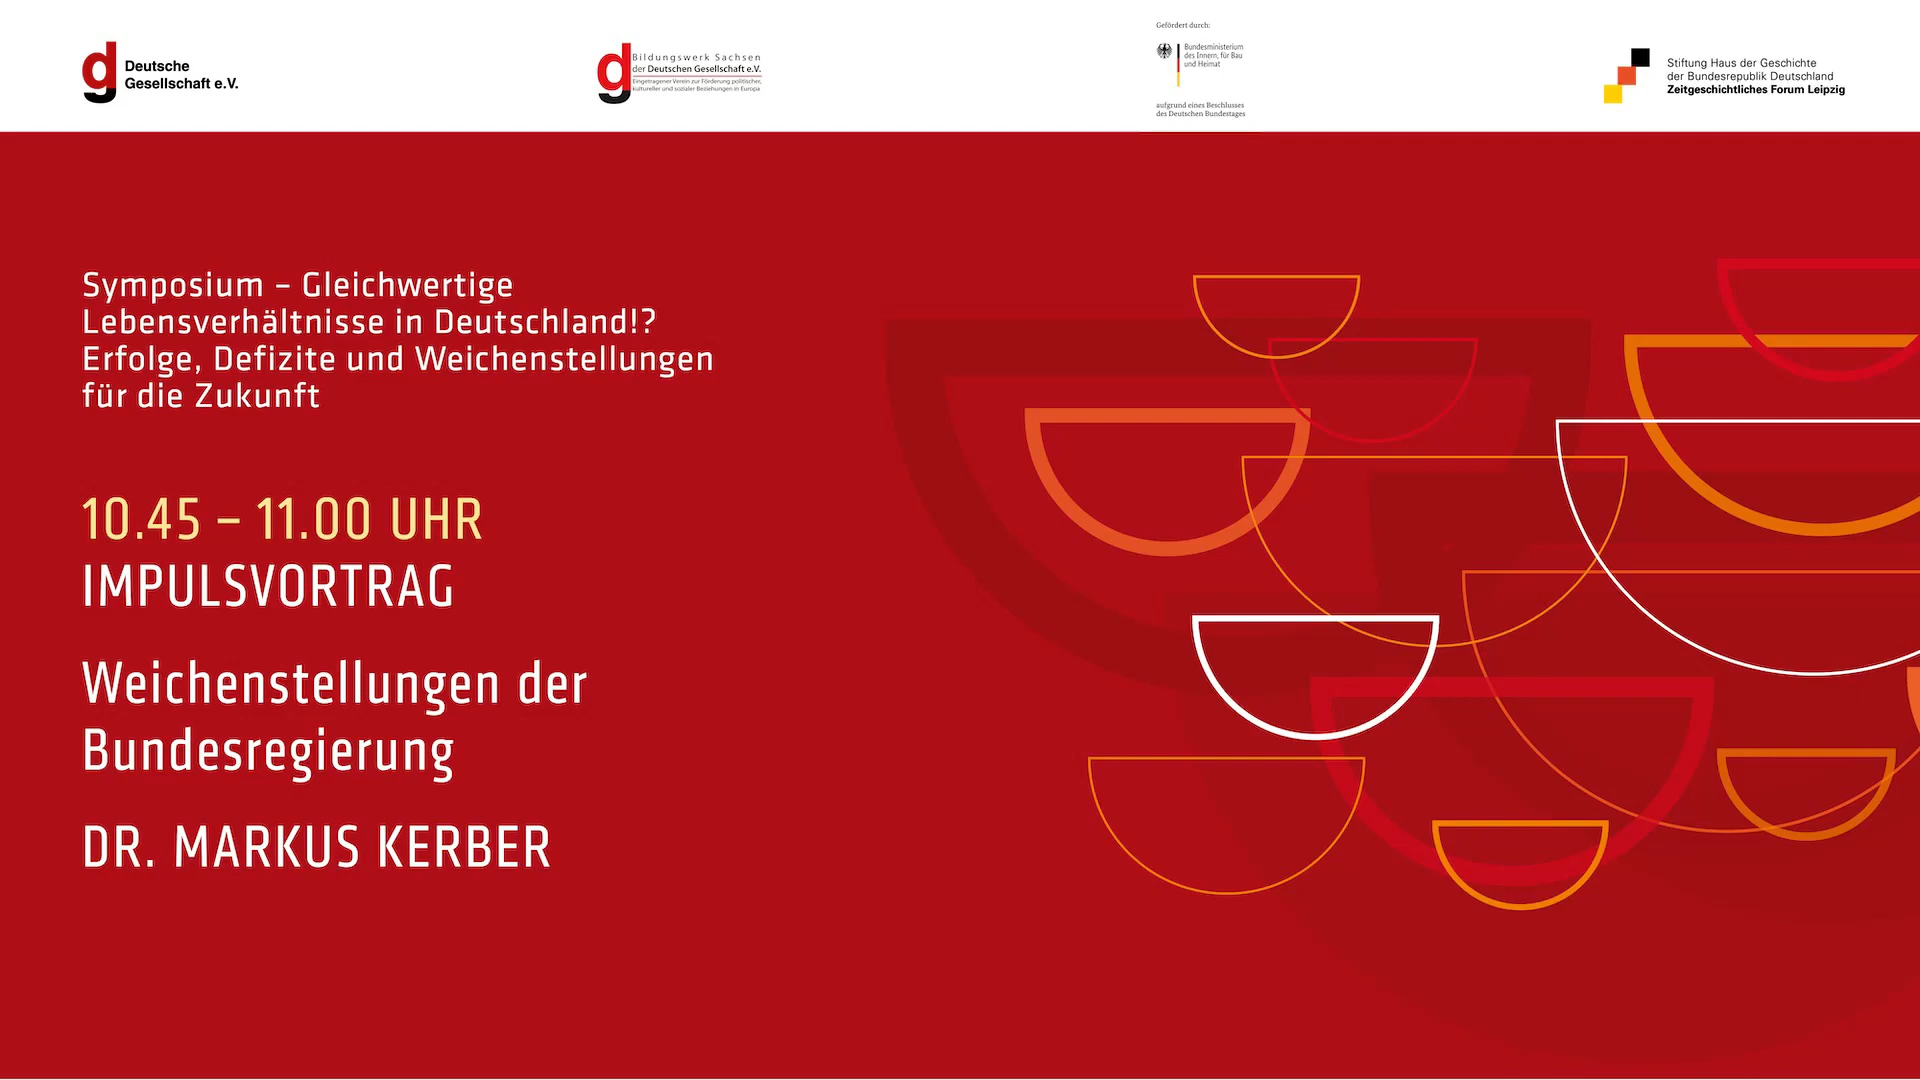 Deutsche
Gesellschaft e.V.
Bildungswerk Sachsen
der Deutschen Gesellschaft e.V.
Eingetragener Verein zur Förderung politischer,
kultureller und sozialer Beziehungen in Europa
Gefördert durch:
Bundesministerium
des Innern, für Bau
und Heimat
aufgrund eines Beschlusses
des Deutschen Bundestages
Stiftung Haus der Geschichte
der Bundesrepublik Deutschland
Zeitgeschichtliches Forum Leipzig
Symposium – Gleichwertige
Lebensverhältnisse in Deutschland!?
Erfolge, Defizite und Weichenstellungen
für die Zukunft
10.45 – 11.00 UHR
IMPULSVORTRAG
Weichenstellungen der
Bundesregierung
DR. MARKUS KERBER